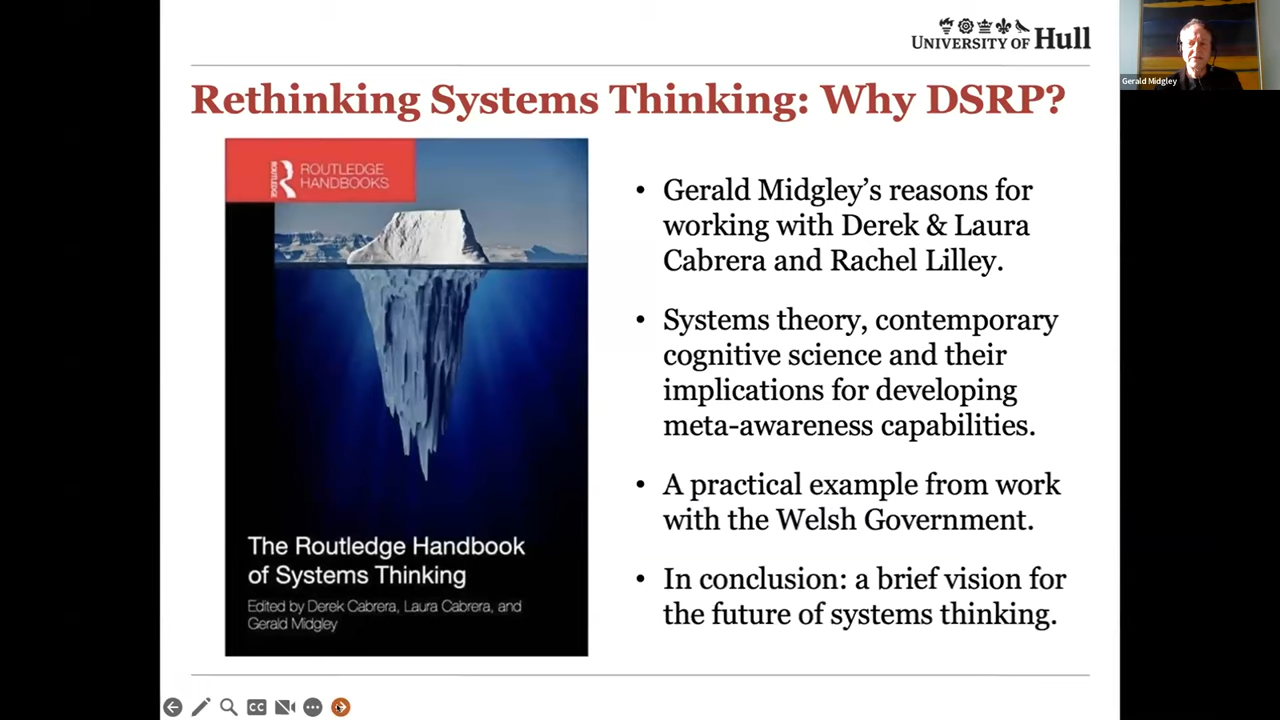 UNIVERSITY OF Hull
Gerald Midgley
Rethinking Systems Thinking: Why DSRP?
ROUTLEDGE
ROUTLEDGE
HANDBOOKS
• Gerald Midgley’s reasons for
working with Derek & Laura
Cabrera and Rachel Lilley.
• Systems theory, contemporary
cognitive science and their
implications for developing
meta-awareness capabilities.
• A practical example from work
with the Welsh Government.
• In conclusion: a brief vision for
the future of systems thinking.
The Routledge Handbook
of Systems Thinking
Edited by Derek Cabrera, Laura Cabrera, and
Gerald Midgley
CC